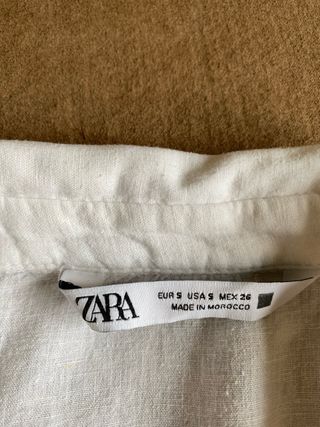 ZARA
EUR S USA S MEX 26
MADE IN MOROCCO